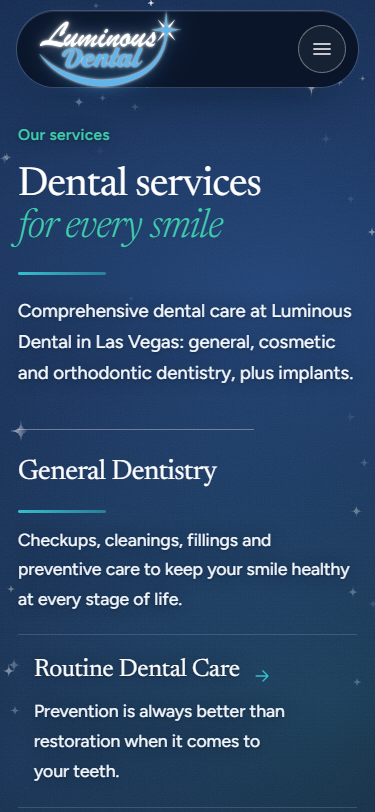 Luminous
Dental
Our services
Dental services
for every smile
Comprehensive dental care at Luminous
Dental in Las Vegas: general, cosmetic
and orthodontic dentistry, plus implants.
General Dentistry
Checkups, cleanings, fillings and
preventive care to keep your smile healthy
at every stage of life.
Routine Dental Care →
Prevention is always better than
restoration when it comes to
your teeth.